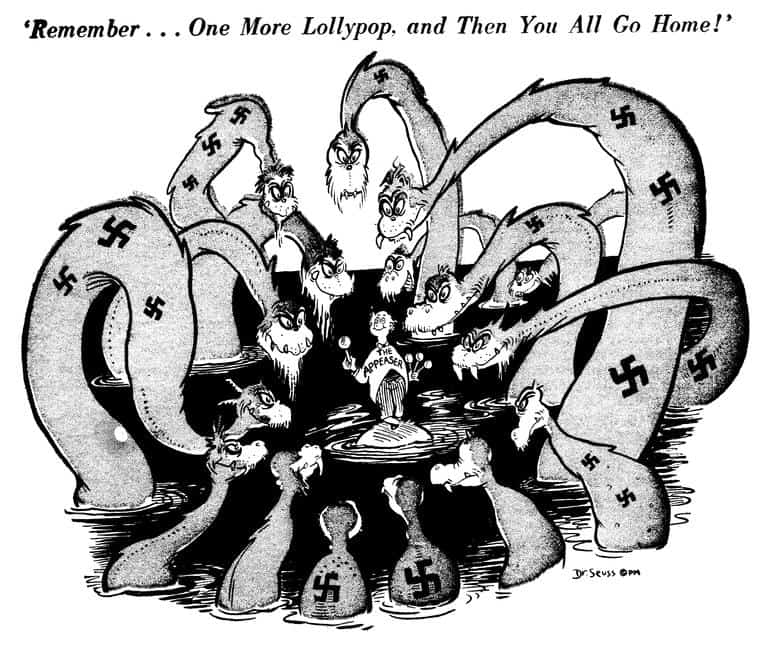 ‘Remember . . . One More Lollypop, and Then You All Go Home!’
THE
APPEASER
Dr. Seuss ©PM